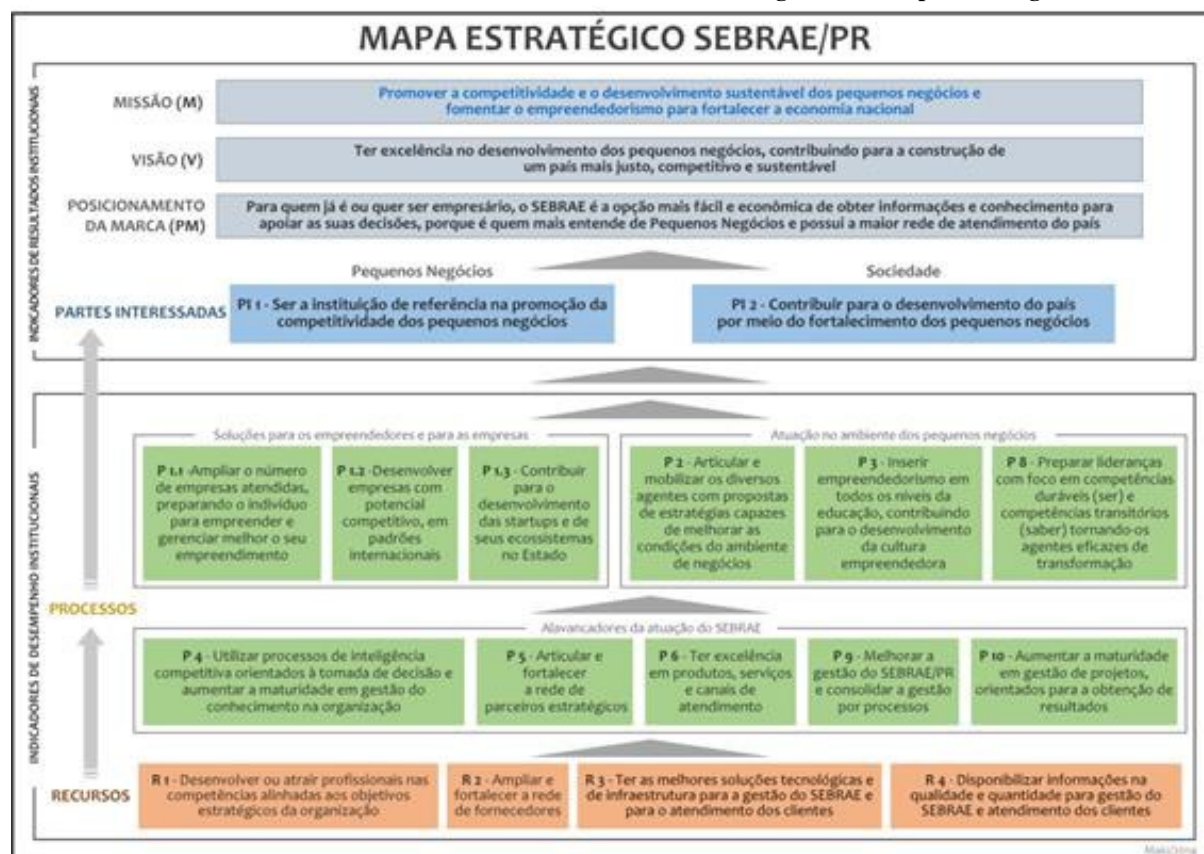 MAPA ESTRATÉGICO SEBRAE/PR
INDICADORES DE RESULTADOS INSTITUCIONAIS
MISSÃO (M)
Promover a competitividade e o desenvolvimento sustentável dos pequenos negócios e
fomentar o empreendedorismo para fortalecer a economia nacional
VISÃO (V)
Ter excelência no desenvolvimento dos pequenos negócios, contribuindo para a construção de
um país mais justo, competitivo e sustentável
POSICIONAMENTO
DA MARCA (PM)
Para quem já é ou quer ser empresário, o SEBRAE é a opção mais fácil e econômica de obter informações e conhecimento para
apoiar as suas decisões, porque é quem mais entende de Pequenos Negócios e possui a maior rede de atendimento do país
Pequenos Negócios
Sociedade
PARTES INTERESSADAS
PI 1 - Ser a instituição de referência na promoção da
competitividade dos pequenos negócios
PI 2 - Contribuir para o desenvolvimento do país
por meio do fortalecimento dos pequenos negócios
INDICADORES DE DESEMPENHO INSTITUCIONAIS
Soluções para os empreendedores e para as empresas
P 1.1 -Ampliar o número
de empresas atendidas,
preparando o indivíduo
para empreender e
gerenciar melhor o seu
empreendimento
P 1.2 - Desenvolver
empresas com
potencial
competitivo, em
padrões
internacionais
P 1.3 - Contribuir
para o
desenvolvimento
das startups e de
seus ecossistemas
no Estado
Atuação no ambiente dos pequenos negócios
P 2 - Articular e
mobilizar os diversos
agentes com propostas
de estratégias capazes
de melhorar as
condições do ambiente
de negócios
P 3 - Inserir
empreendedorismo em
todos os níveis da
educação, contribuindo
para o desenvolvimento
da cultura
empreendedora
P 8 - Preparar lideranças
com foco em competências
duráveis (ser) e
competências transitórios
(saber) tornando-os
agentes eficazes de
transformação
PROCESSOS
Alavancadores da atuação do SEBRAE
P 4 - Utilizar processos de inteligência
competitiva orientados à tomada de decisão e
aumentar a maturidade em gestão do
conhecimento na organização
P 5 - Articular e
fortalecer
a rede de
parceiros estratégicos
P 6 - Ter excelência
em produtos, serviços
e canais de
atendimento
P 9 - Melhorar a
gestão do SEBRAE/PR
e consolidar a gestão
por processos
P 10 - Aumentar a maturidade
em gestão de projetos,
orientados para a obtenção de
resultados
RECURSOS
R 1 - Desenvolver ou atrair profissionais nas
competências alinhadas aos objetivos
estratégicos da organização
R 2 - Ampliar e
fortalecer a rede
de fornecedores
R 3 - Ter as melhores soluções tecnológicas e
de infraestrutura para a gestão do SEBRAE e
para o atendimento dos clientes
R 4 - Disponibilizar informações na
qualidade e quantidade para gestão do
SEBRAE e atendimento dos clientes